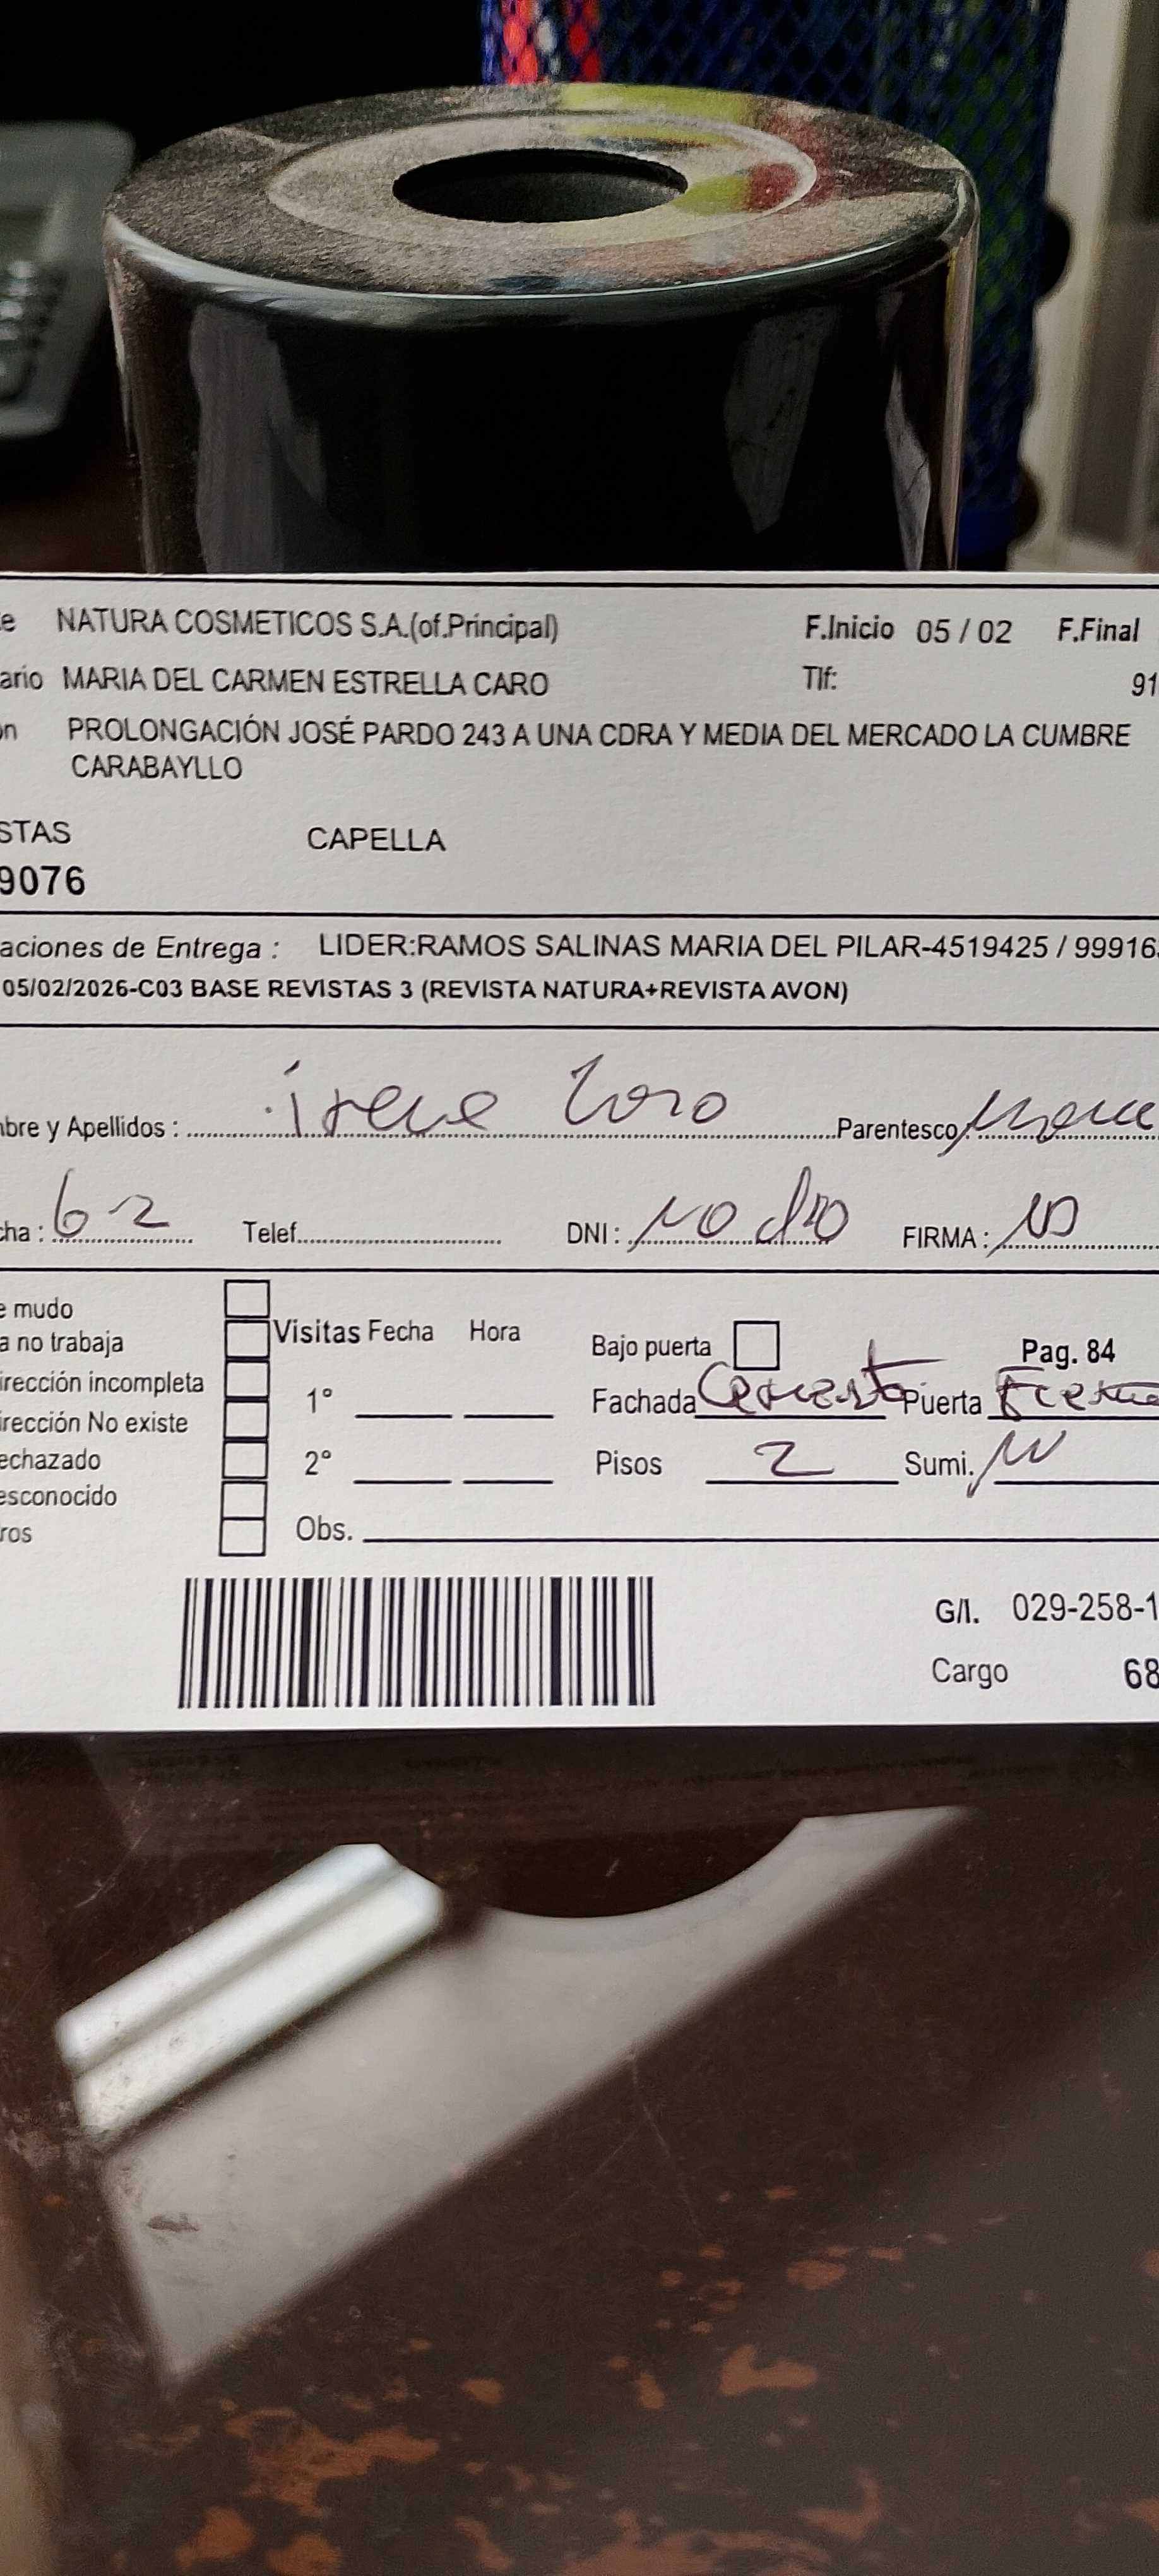 e NATURA COSMETICOS S.A.(of.Principal) F.Inicio 05 / 02 F.Final
ario MARIA DEL CARMEN ESTRELLA CARO Tlf: 91
ón PROLONGACIÓN JOSÉ PARDO 243 A UNA CDRA Y MEDIA DEL MERCADO LA CUMBRE
CARABAYLLO
STAS CAPELLA
9076
aciones de Entrega : LIDER:RAMOS SALINAS MARIA DEL PILAR-4519425 / 99916
05/02/2026-C03 BASE REVISTAS 3 (REVISTA NATURA+REVISTA AVON)
bre y Apellidos : Irene Parentesco:
cha : 6-2 Telef. DNI : no dio FIRMA :
e mudo
a no trabaja Visitas Fecha Hora Bajo puerta Pag. 84
irección incompleta 1° Fachada Puerta
irección No existe
echazado 2° Pisos 2 Sumi.
esconocido
ros Obs.
G/I. 029-258-1
Cargo 68